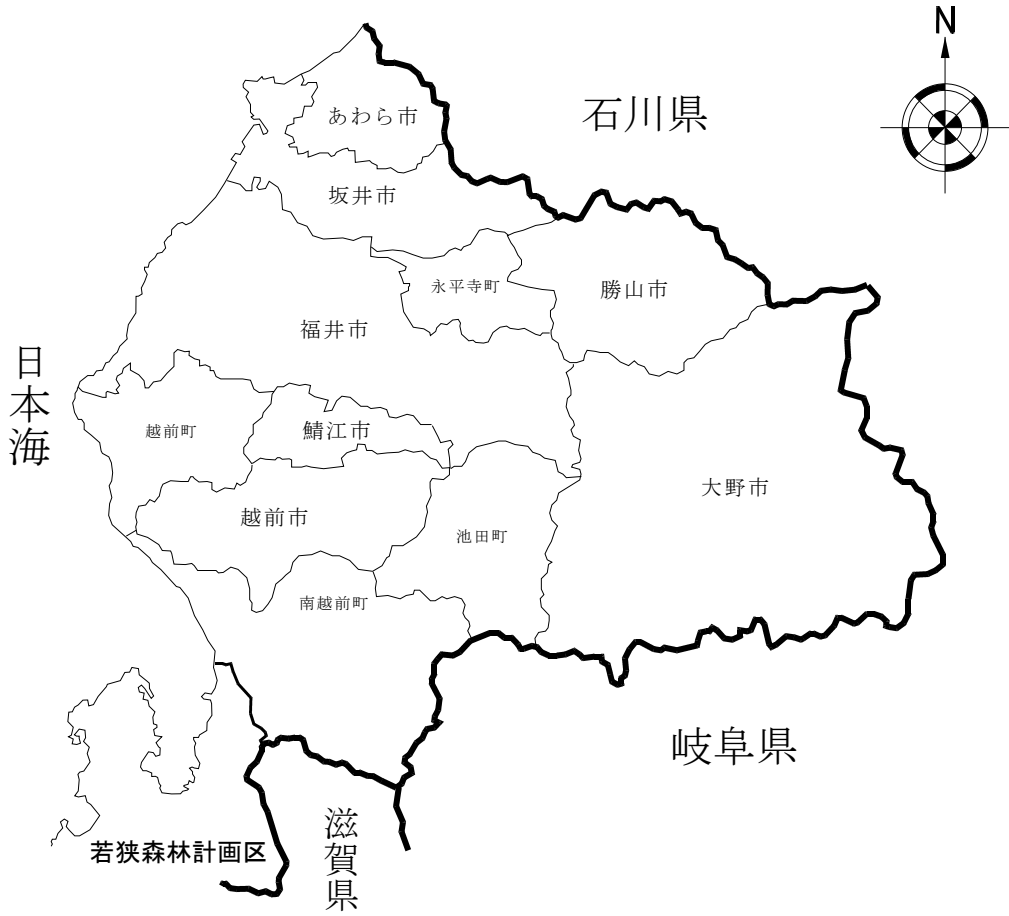 N
石川県
あわら市
坂井市
永平寺町
勝山市
福井市
日本海
越前町
鯖江市
大野市
越前市
池田町
南越前町
岐阜県
滋賀県
若狭森林計画区